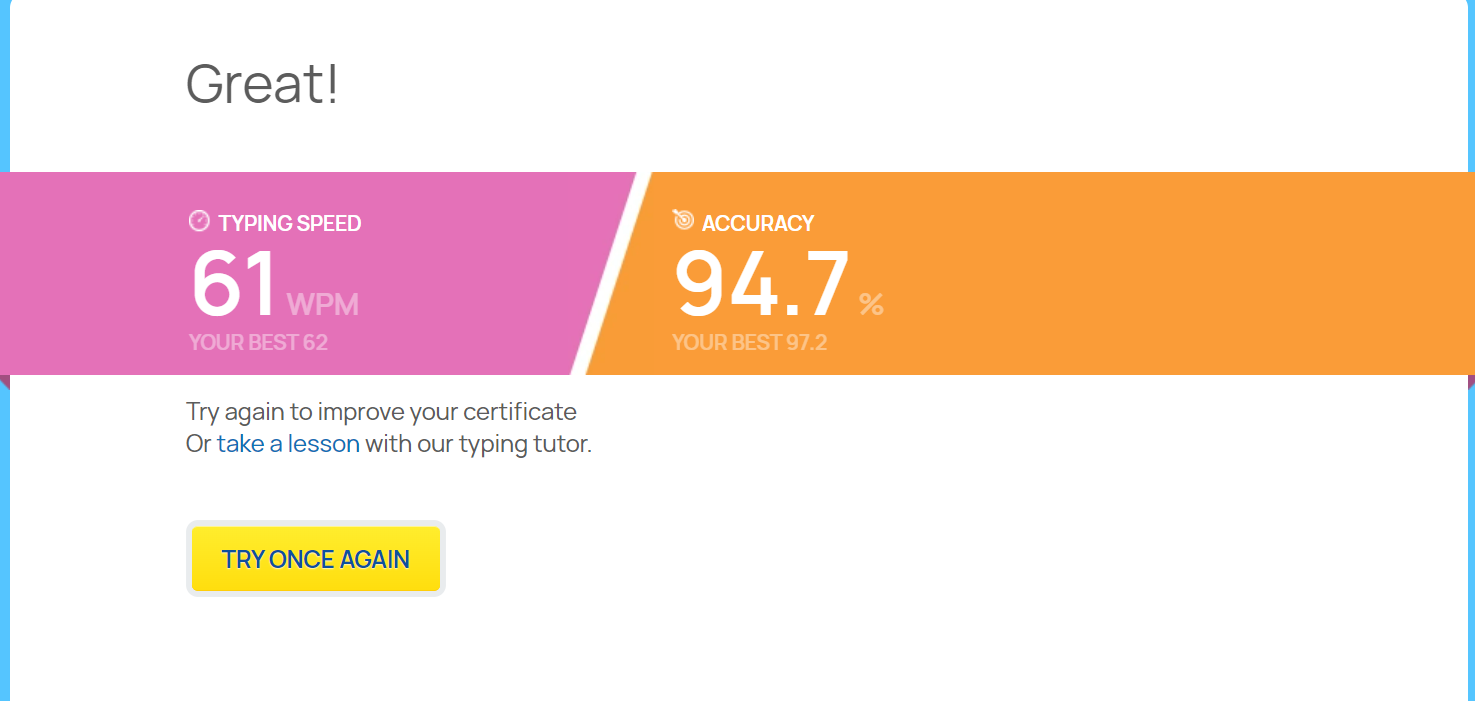 Great!
TYPING SPEED
61 WPM
YOUR BEST 62
ACCURACY
94.7 %
YOUR BEST 97.2
Try again to improve your certificate
Or take a lesson with our typing tutor.
TRY ONCE AGAIN